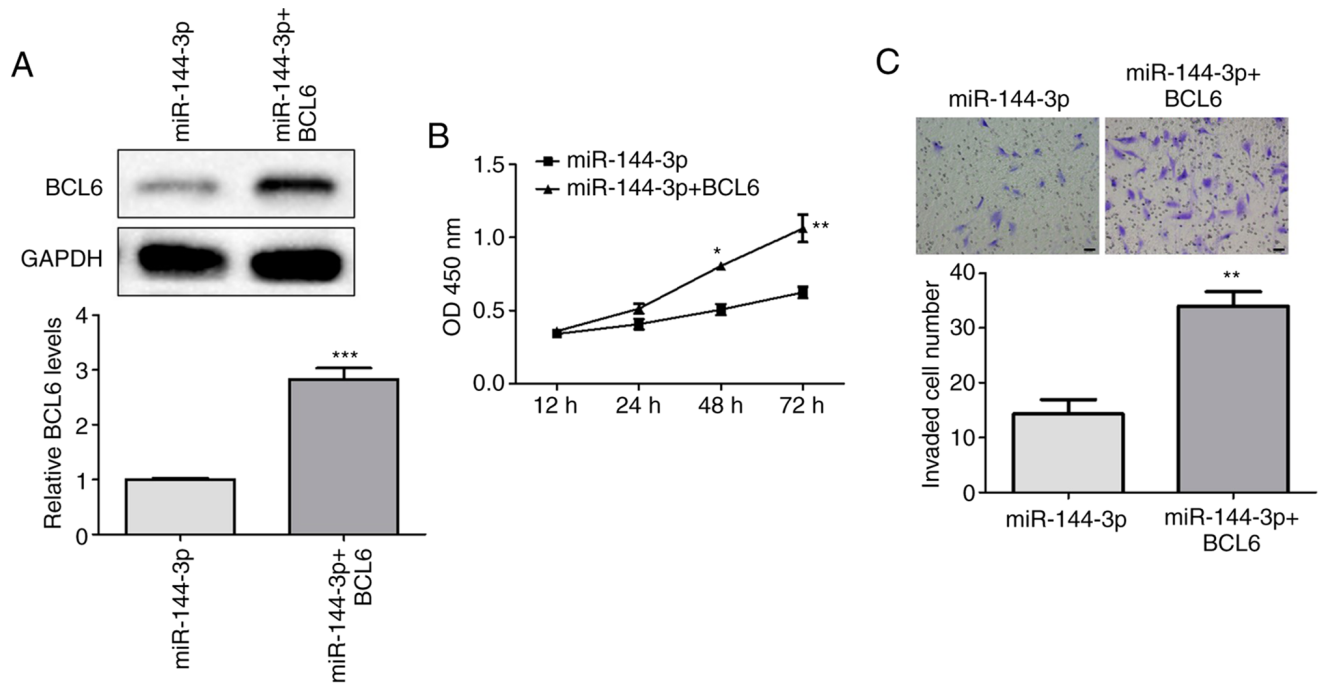 A
miR-144-3p
miR-144-3p+
BCL6
BCL6
GAPDH
Relative BCL6 levels
4
3
2
1
0
***
miR-144-3p
miR-144-3p+
BCL6
B
miR-144-3p
miR-144-3p+BCL6
OD 450 nm
1.5
1.0
0.5
0.0
*
**
12 h
24 h
48 h
72 h
C
miR-144-3p
miR-144-3p+
BCL6
Invaded cell number
40
30
20
10
0
**
miR-144-3p
miR-144-3p+
BCL6